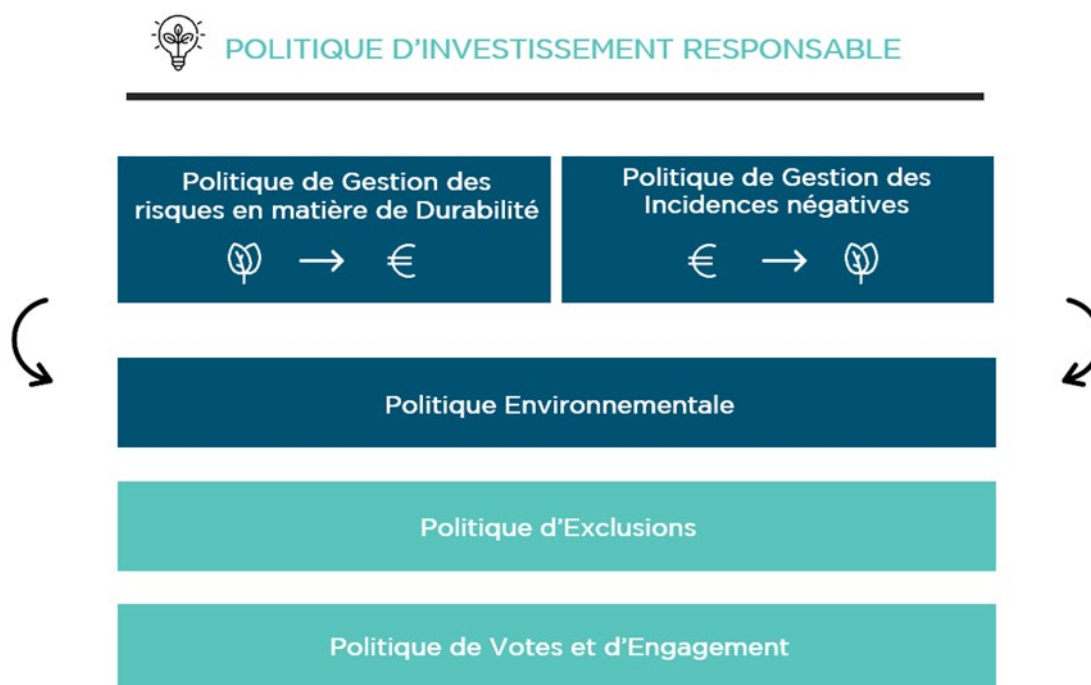 POLITIQUE D’INVESTISSEMENT RESPONSABLE
Politique de Gestion des
risques en matière de Durabilité
€
Politique de Gestion des
Incidences négatives
€
Politique Environnementale
Politique d’Exclusions
Politique de Votes et d’Engagement